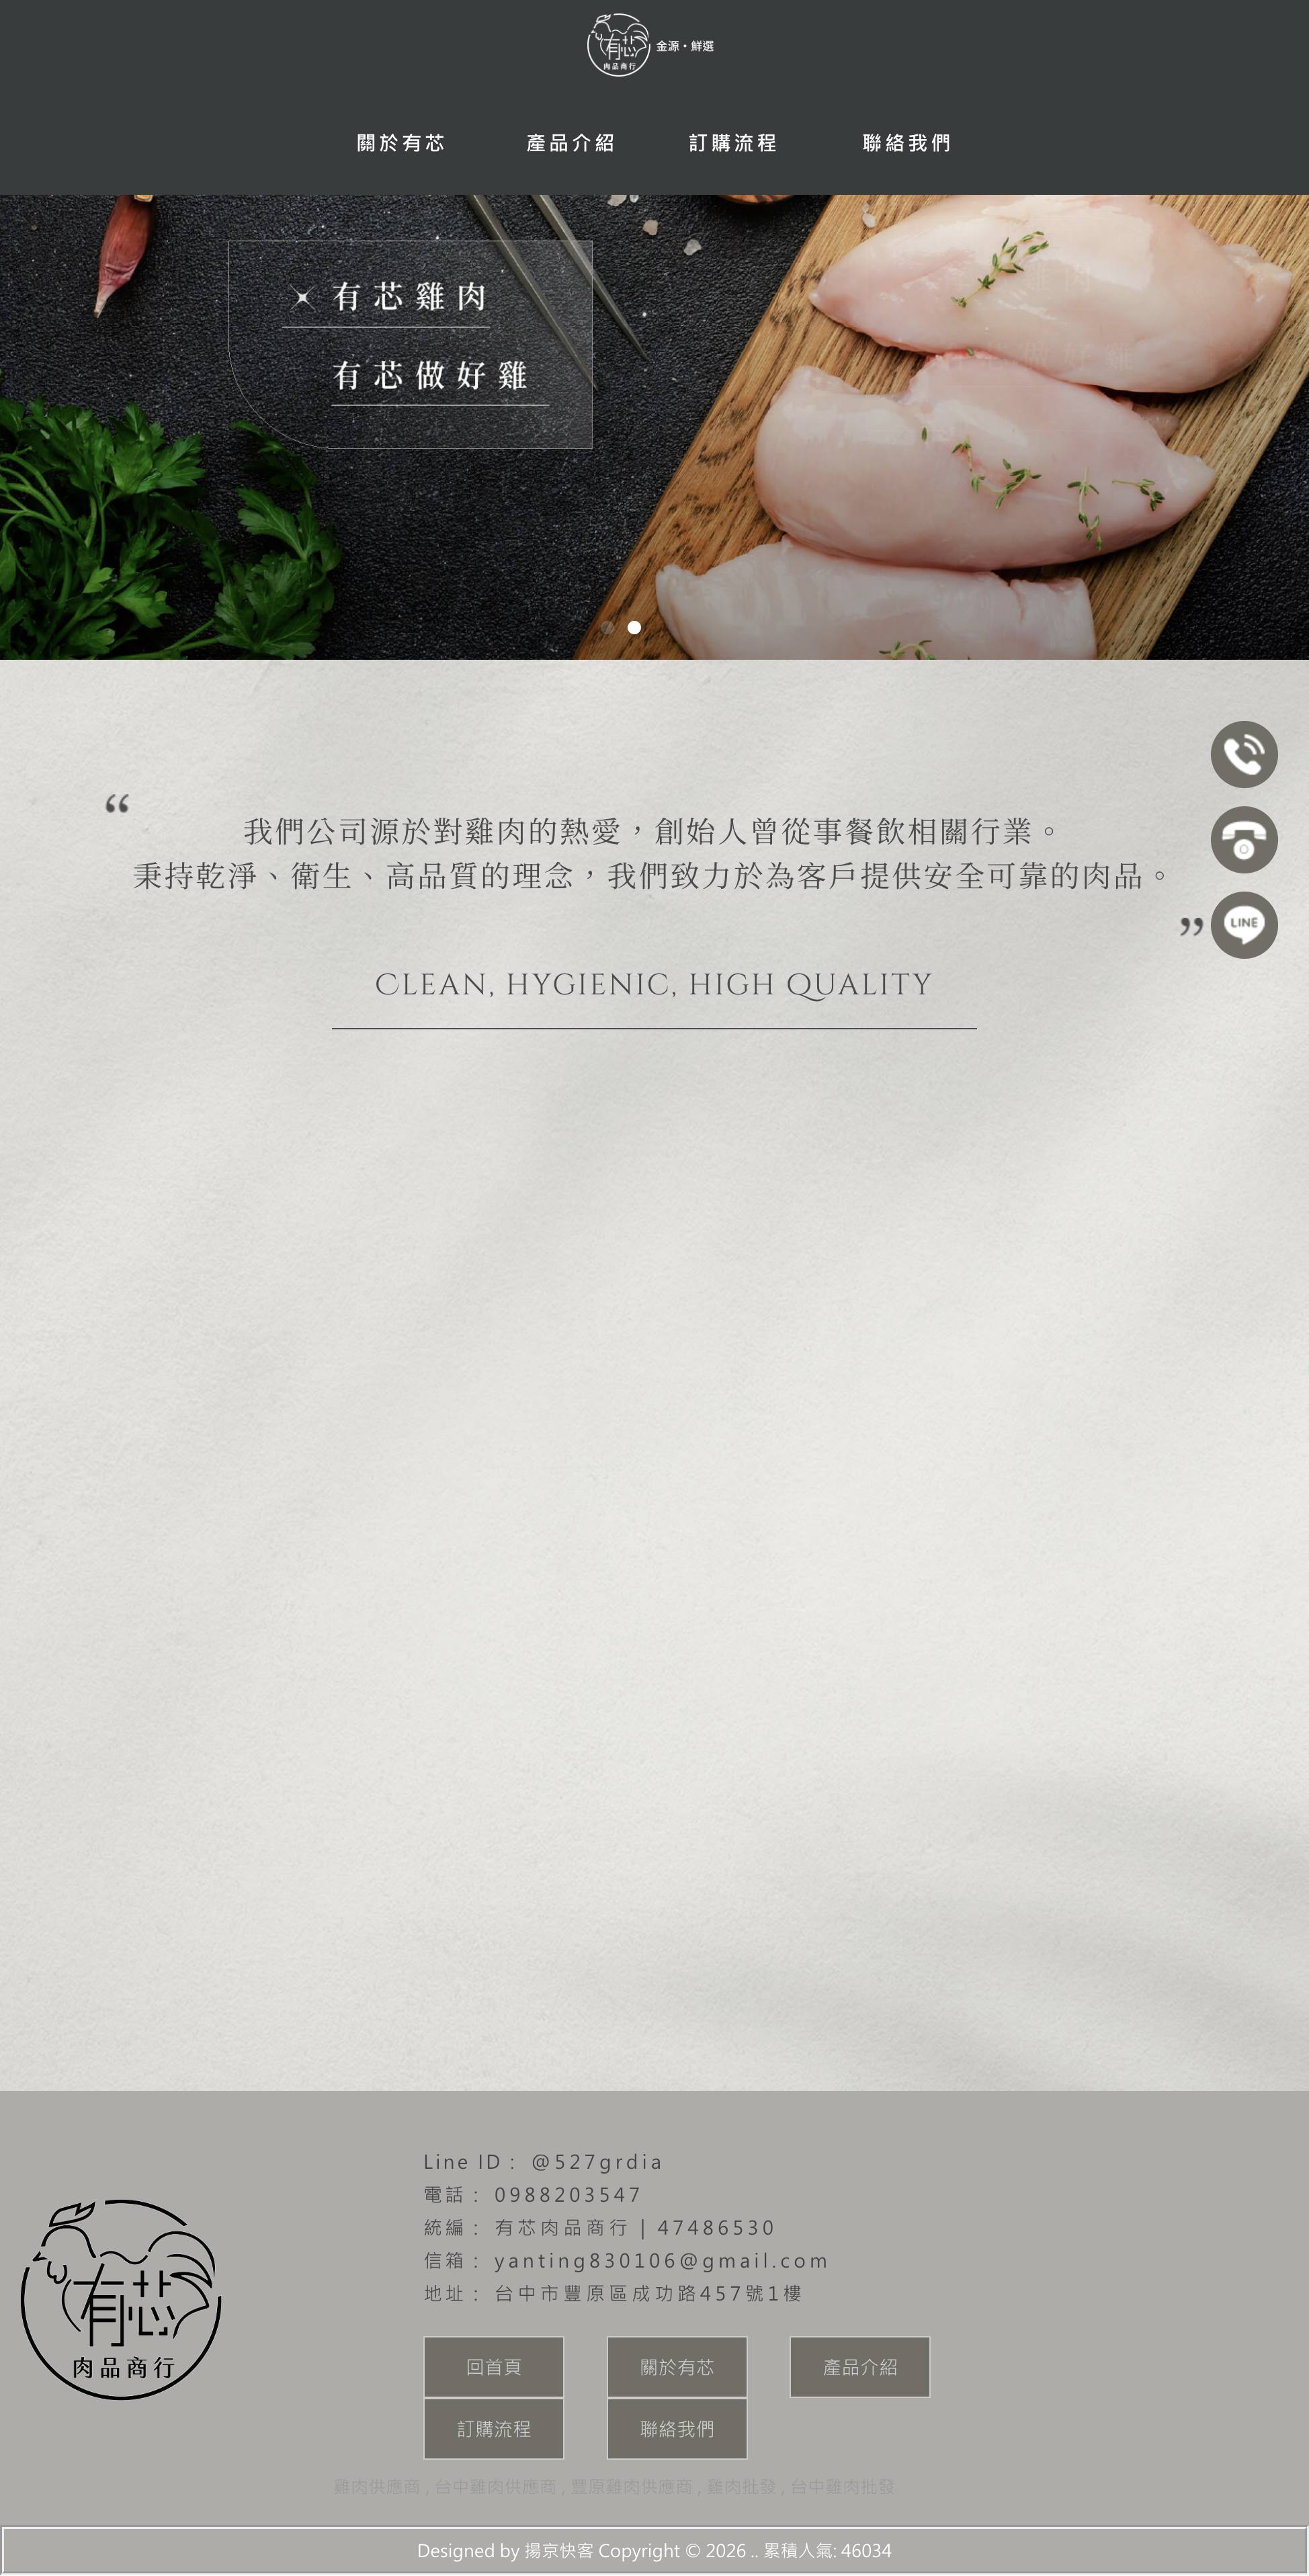 有芯
肉品商行
金源・鮮選
關於有芯
產品介紹
訂購流程
聯絡我們
有芯雞肉
有芯做好雞
“
我們公司源於對雞肉的熱愛，創始人曾從事餐飲相關行業。
秉持乾淨、衛生、高品質的理念，我們致力於為客戶提供安全可靠的肉品。
”
LINE
CLEAN, HYGIENIC, HIGH QUALITY
Line ID： @527grdia
電話： 0988203547
統編： 有芯肉品商行 | 47486530
信箱： yanting830106@gmail.com
地址： 台中市豐原區成功路457號1樓
有芯
肉品商行
回首頁
關於有芯
產品介紹
訂購流程
聯絡我們
雞肉供應商 , 台中雞肉供應商 , 豐原雞肉供應商 , 雞肉批發 , 台中雞肉批發
Designed by 揚京快客 Copyright © 2026 .. 累積人氣: 46034